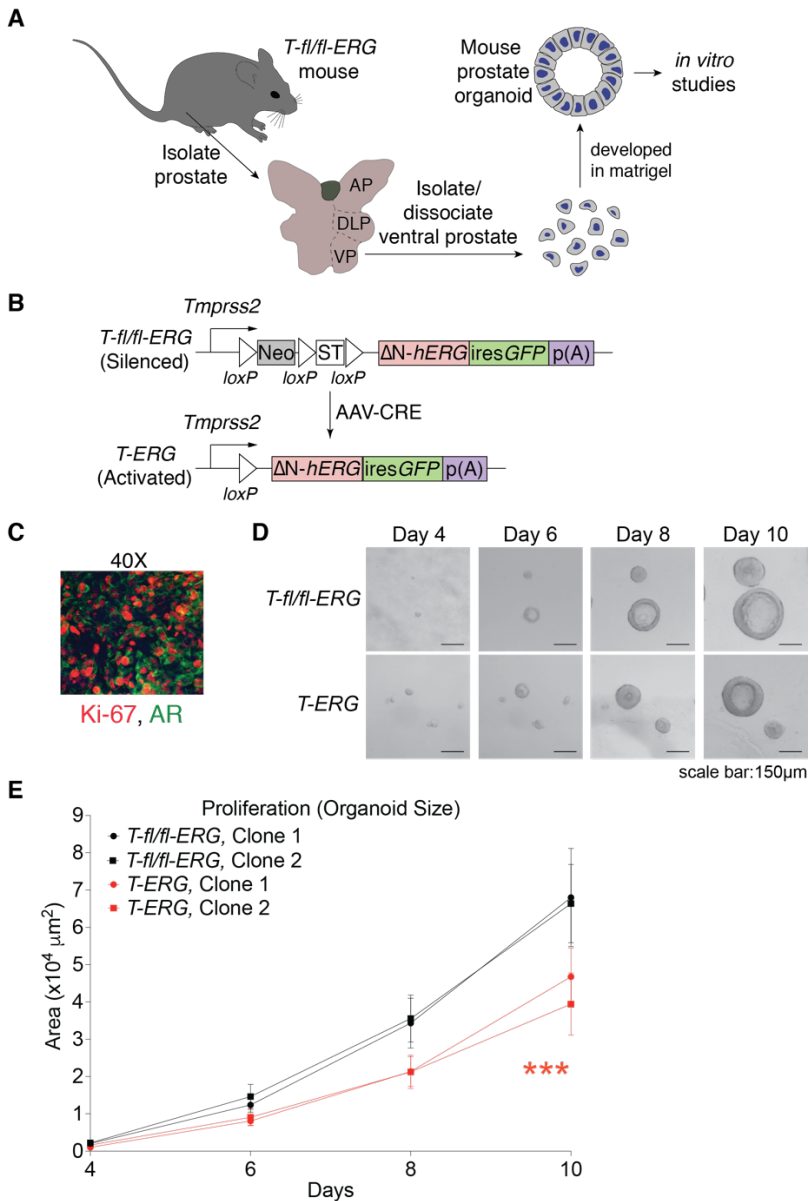 A
T-fl/fl-ERG
mouse
Isolate
prostate
AP
DLP
VP
Isolate/
dissociate
ventral prostate
Mouse
prostate
organoid
in vitro
studies
developed
in matrigel
B
Tmprss2
T-fl/fl-ERG
(Silenced)
Neo
ST
ΔN-hERG
iresGFP
p(A)
loxP
loxP
loxP
AAV-CRE
Tmprss2
T-ERG
(Activated)
ΔN-hERG
iresGFP
p(A)
loxP
C
40X
Ki-67, AR
D
Day 4
Day 6
Day 8
Day 10
T-fl/fl-ERG
T-ERG
scale bar:150µm
E
Proliferation (Organoid Size)
T-fl/fl-ERG, Clone 1
T-fl/fl-ERG, Clone 2
T-ERG, Clone 1
T-ERG, Clone 2
Area (x10⁴ µm²)
9
8
7
6
5
4
3
2
1
0
***
4
6
8
10
Days